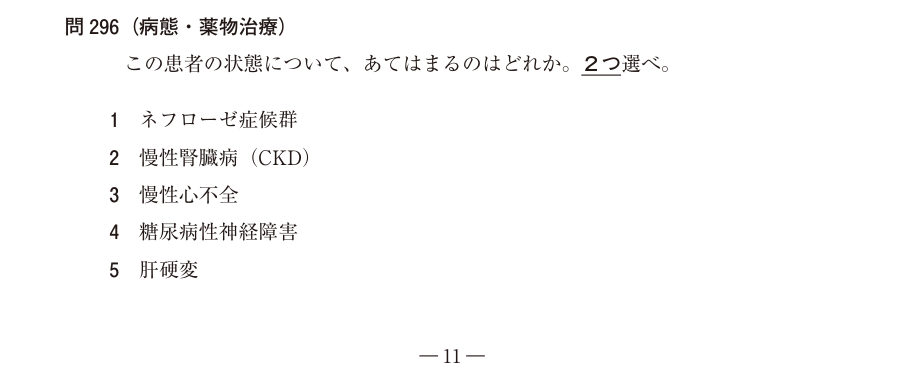 問 296（病態・薬物治療）
この患者の状態について、あてはまるのはどれか。２つ選べ。
1 ネフローゼ症候群
2 慢性腎臓病（CKD）
3 慢性心不全
4 糖尿病性神経障害
5 肝硬変
― 11 ―